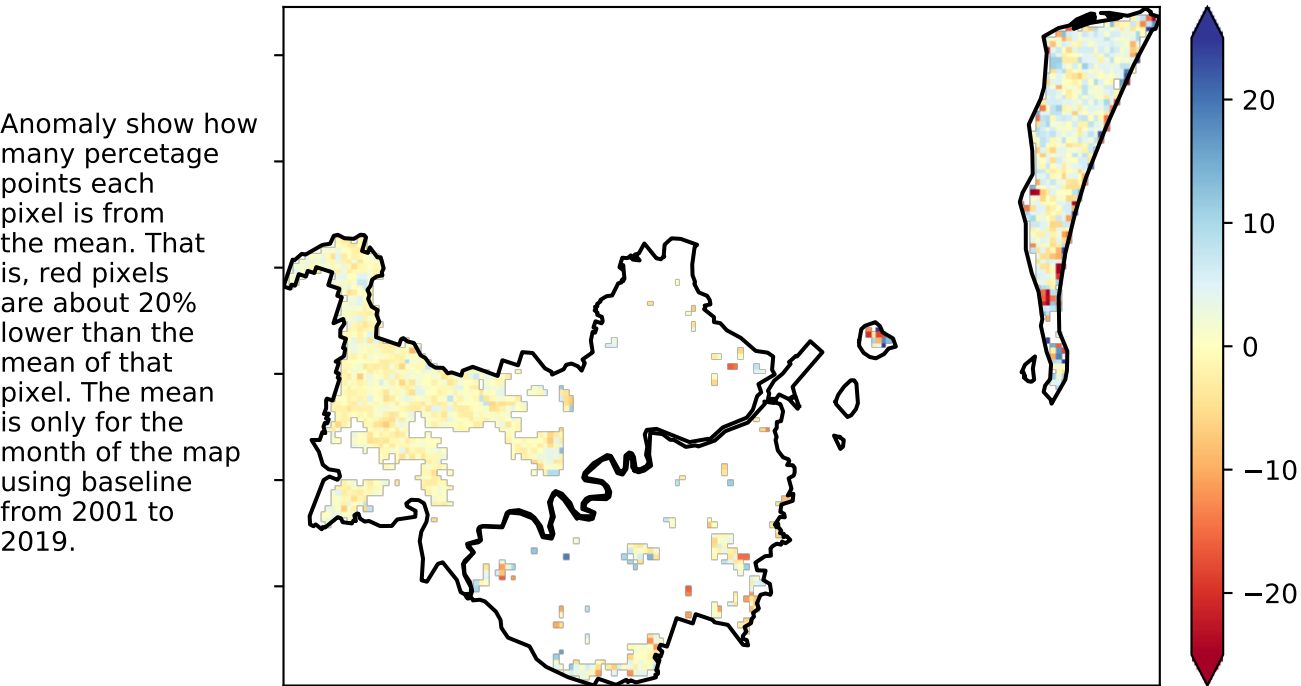 Anomaly show how
many percetage
points each
pixel is from
the mean. That
is, red pixels
are about 20%
lower than the
mean of that
pixel. The mean
is only for the
month of the map
using baseline
from 2001 to
2019.
20
10
0
−10
−20